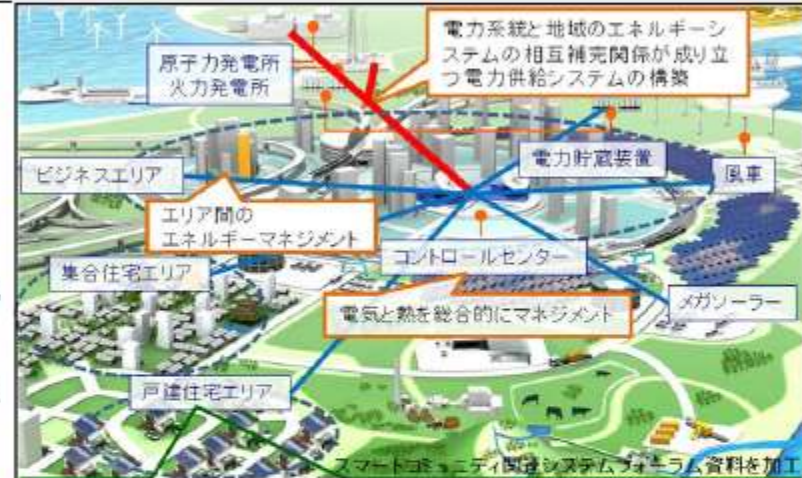 電力系統と地域のエネルギーシ
ステムの相互補完関係が成り立
つ電力供給システムの構築
原子力発電所
火力発電所
電力貯蔵装置
風車
ビジネスエリア
エリア間の
エネルギーマネジメント
コントロールセンター
集合住宅エリア
電気と熱を総合的にマネジメント
メガソーラー
戸建住宅エリア
スマートコミュニティ関連システムフォーラム資料を加工